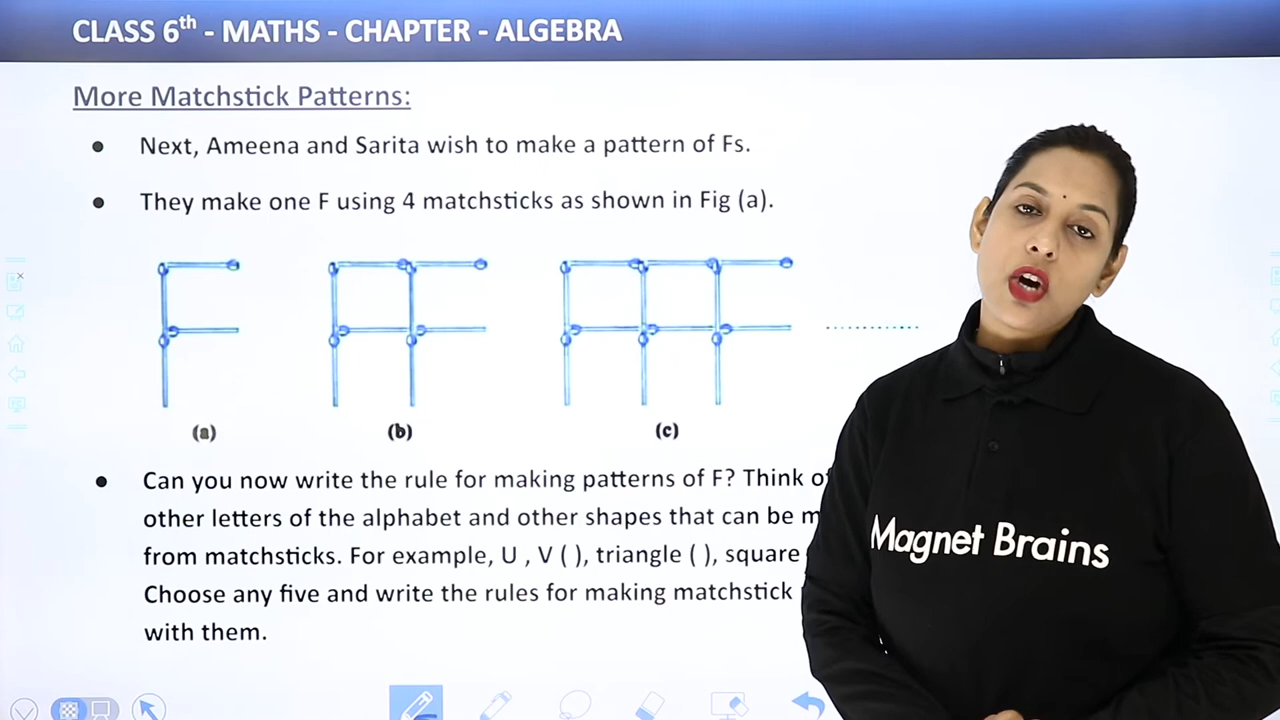 CLASS 6th - MATHS - CHAPTER - ALGEBRA
More Matchstick Patterns:
● Next, Ameena and Sarita wish to make a pattern of Fs.
● They make one F using 4 matchsticks as shown in Fig (a).
(a) (b) (c)
● Can you now write the rule for making patterns of F? Think
other letters of the alphabet and other shapes that can be
from matchsticks. For example, U , V ( ), triangle ( ), square
Choose any five and write the rules for making matchstick
with them.
Magnet Brains